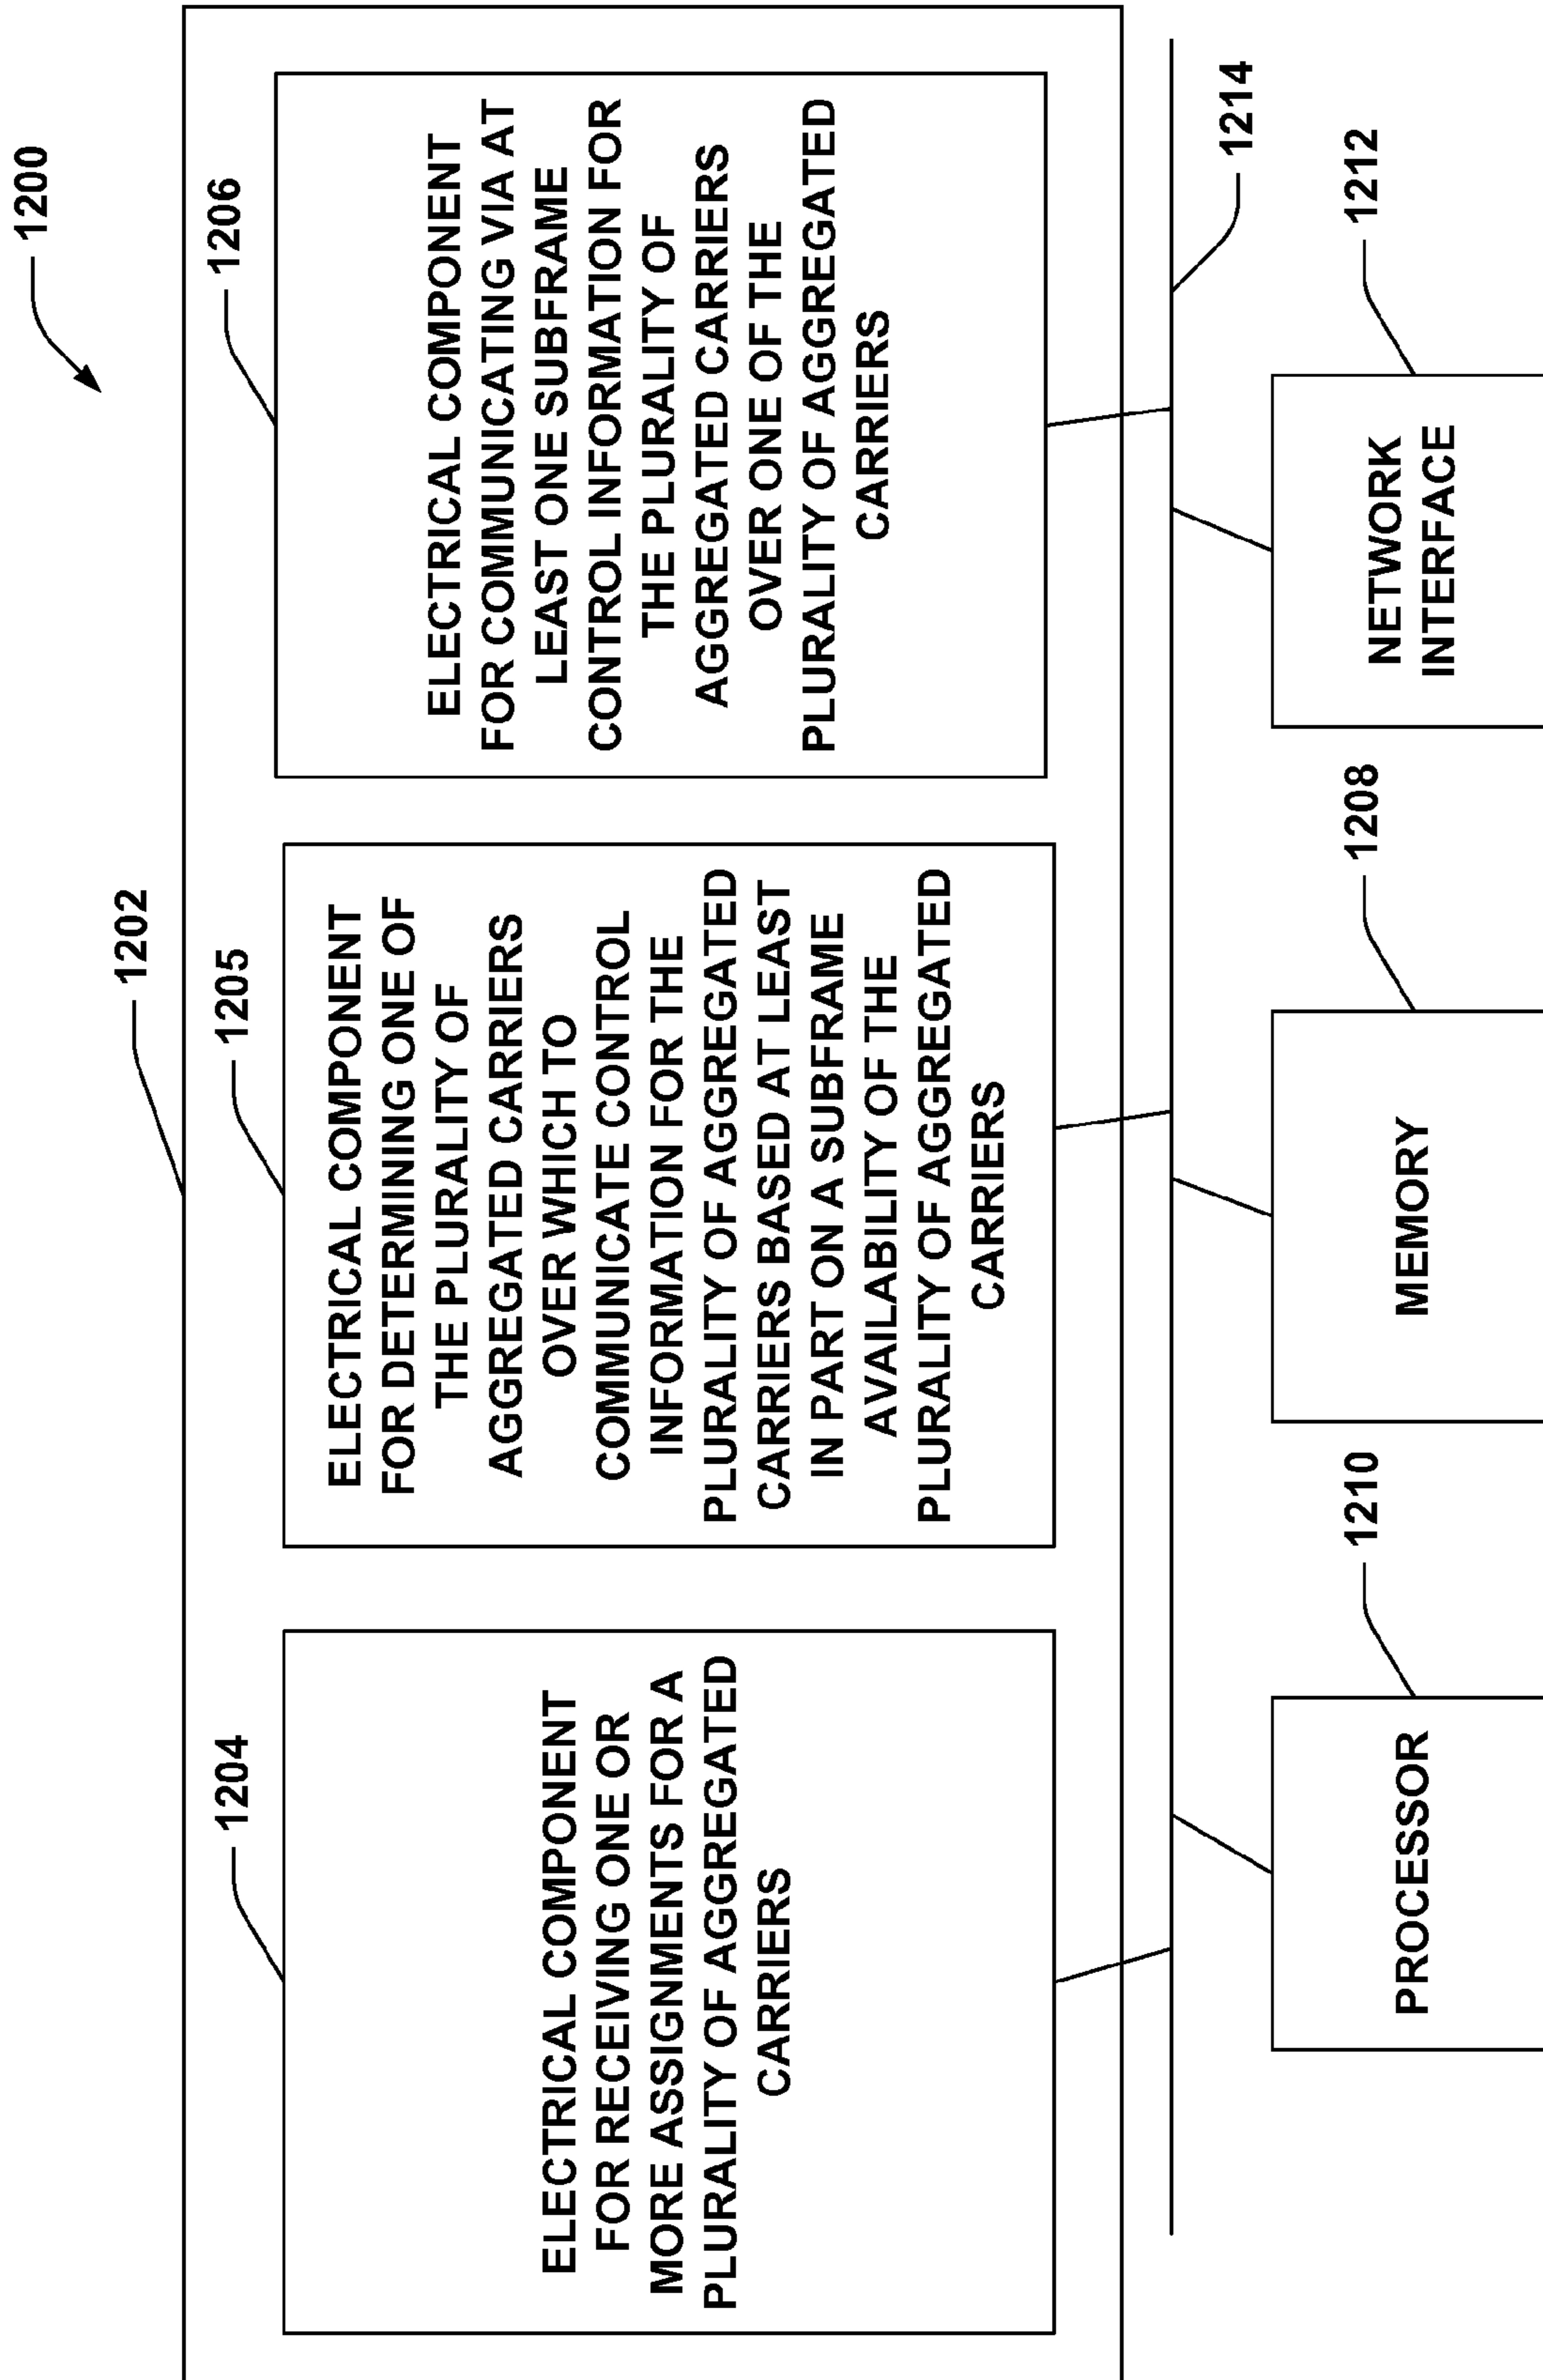 1200
1202
1204
ELECTRICAL COMPONENT
FOR RECEIVING ONE OR
MORE ASSIGNMENTS FOR A
PLURALITY OF AGGREGATED
CARRIERS
1205
ELECTRICAL COMPONENT
FOR DETERMINING ONE OF
THE PLURALITY OF
AGGREGATED CARRIERS
OVER WHICH TO
COMMUNICATE CONTROL
INFORMATION FOR THE
PLURALITY OF AGGREGATED
CARRIERS BASED AT LEAST
IN PART ON A SUBFRAME
AVAILABILITY OF THE
PLURALITY OF AGGREGATED
CARRIERS
1206
ELECTRICAL COMPONENT
FOR COMMUNICATING VIA AT
LEAST ONE SUBFRAME
CONTROL INFORMATION FOR
THE PLURALITY OF
AGGREGATED CARRIERS
OVER ONE OF THE
PLURALITY OF AGGREGATED
CARRIERS
1214
1210
PROCESSOR
1208
MEMORY
1212
NETWORK
INTERFACE